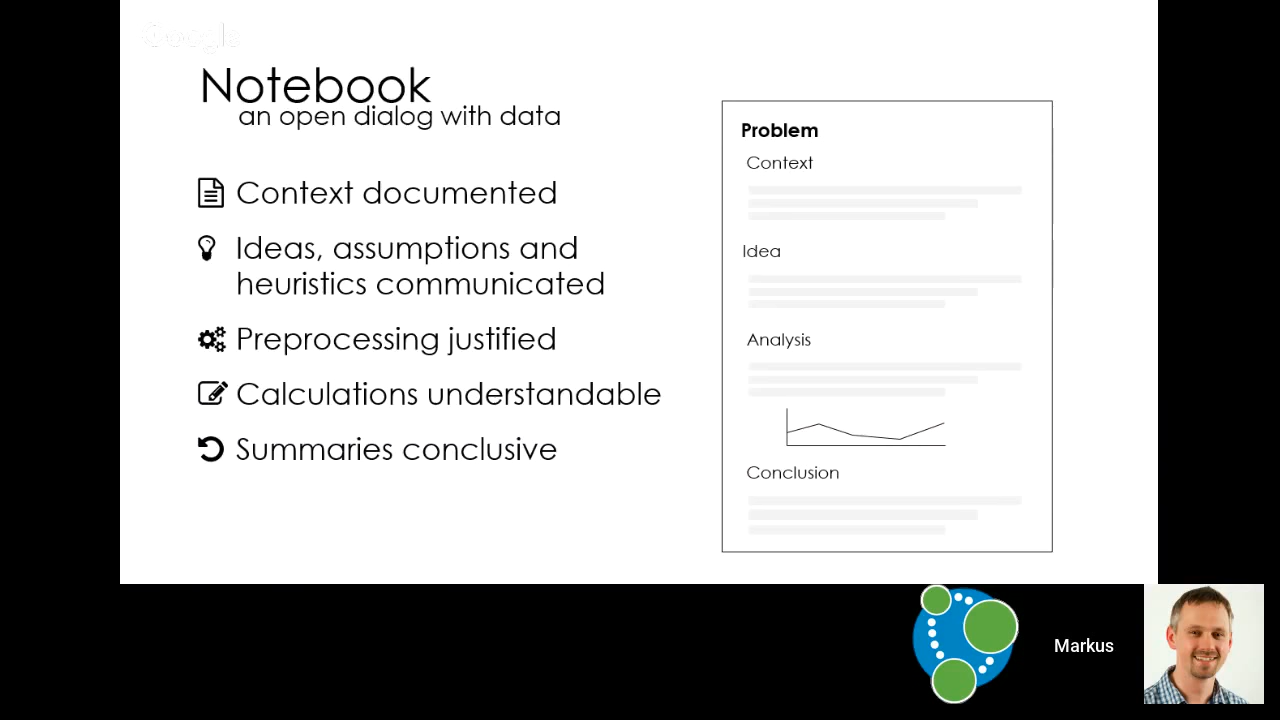 Google
Notebook
an open dialog with data
Context documented
Ideas, assumptions and
heuristics communicated
Preprocessing justified
Calculations understandable
Summaries conclusive
Problem
Context
Idea
Analysis
Conclusion
Markus